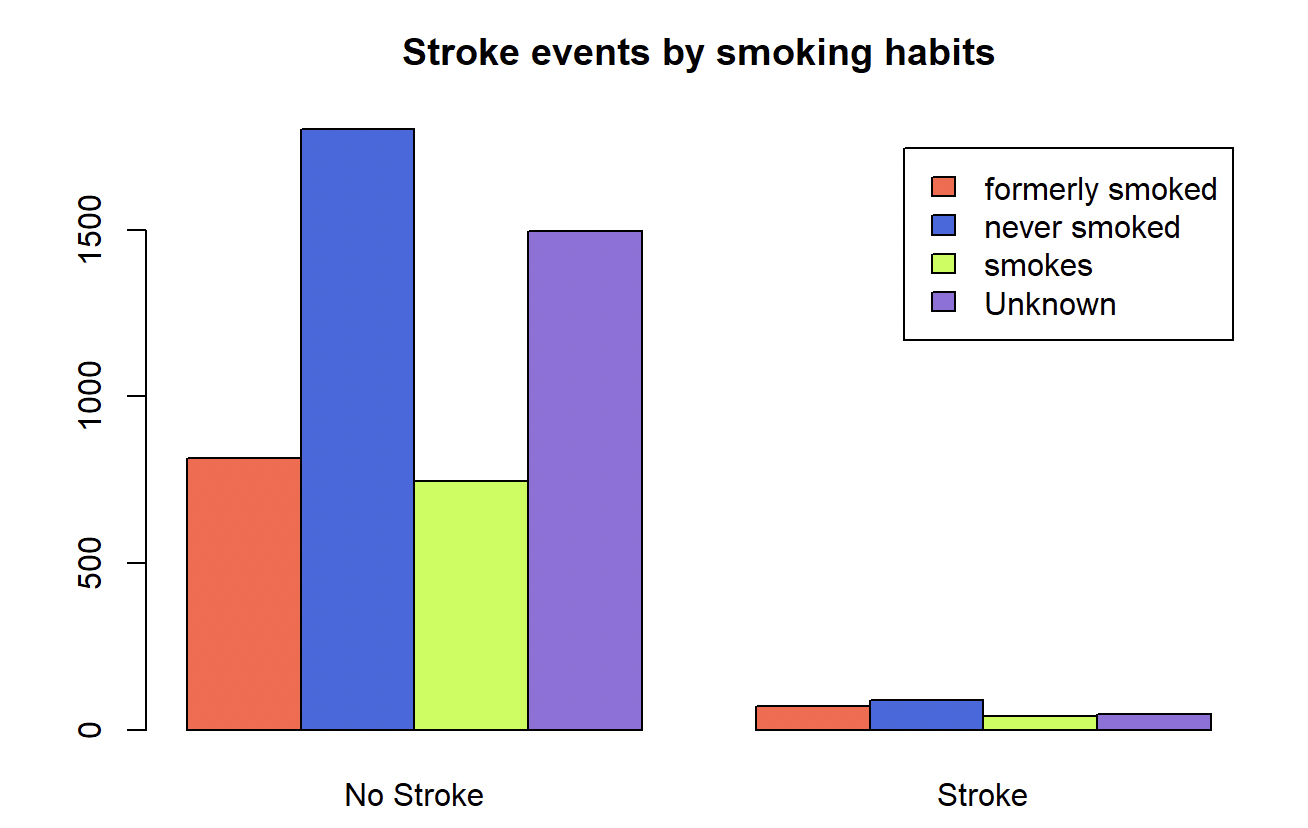 Stroke events by smoking habits
formerly smoked
never smoked
smokes
Unknown
1500
1000
500
0
No Stroke
Stroke